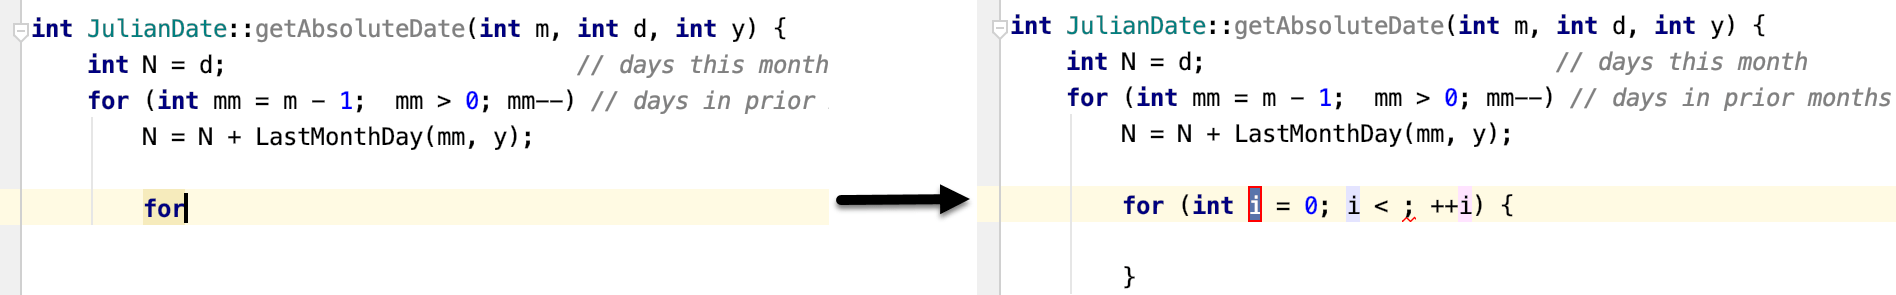 int JulianDate::getAbsoluteDate(int m, int d, int y) {
int N = d; // days this month
for (int mm = m - 1;  mm > 0; mm--) // days in prior
N = N + LastMonthDay(mm, y);
for
int JulianDate::getAbsoluteDate(int m, int d, int y) {
int N = d; // days this month
for (int mm = m - 1;  mm > 0; mm--) // days in prior months
N = N + LastMonthDay(mm, y);
for (int i = 0; i < ; ++i) {
}